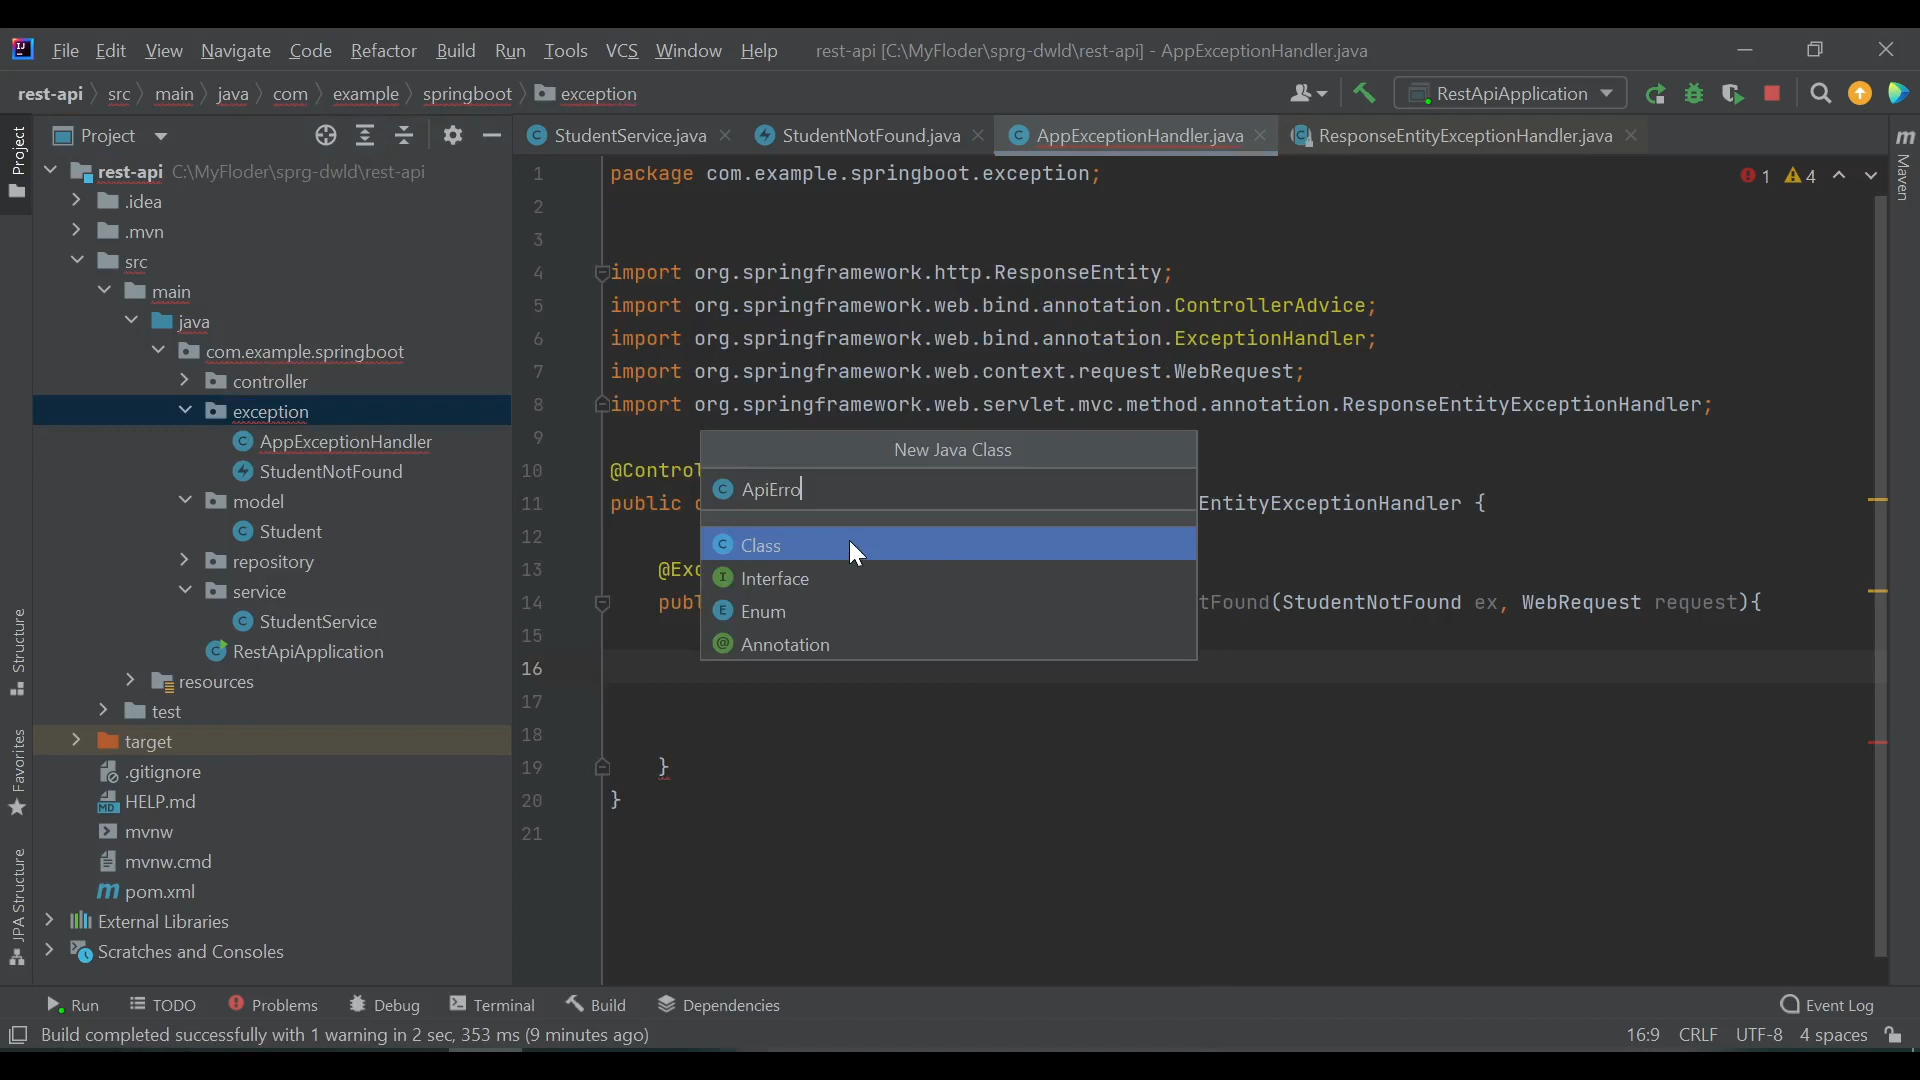 File Edit View Navigate Code Refactor Build Run Tools VCS Window Help rest-api [C:\MyFloder\sprg-dwld\rest-api] - AppExceptionHandler.java
rest-api src main java com example springboot exception RestApiApplication
Project StudentService.java StudentNotFound.java AppExceptionHandler.java ResponseEntityExceptionHandler.java
Project
Structure
Favorites
JPA Structure
Maven
rest-api C:\MyFloder\sprg-dwld\rest-api
.idea
.mvn
src
main
java
com.example.springboot
controller
exception
AppExceptionHandler
StudentNotFound
model
Student
repository
service
StudentService
RestApiApplication
resources
test
target
.gitignore
HELP.md
mvnw
mvnw.cmd
pom.xml
External Libraries
Scratches and Consoles
1 package com.example.springboot.exception; 1 4
2
3
4 import org.springframework.http.ResponseEntity;
5 import org.springframework.web.bind.annotation.ControllerAdvice;
6 import org.springframework.web.bind.annotation.ExceptionHandler;
7 import org.springframework.web.context.request.WebRequest;
8 import org.springframework.web.servlet.mvc.method.annotation.ResponseEntityExceptionHandler;
9
10 @Control
11 public c EntityExceptionHandler {
12
13 @Exc
14 publ tFound(StudentNotFound ex, WebRequest request){
15
16
17
18
19 }
20 }
21
New Java Class
ApiErro
Class
Interface
Enum
Annotation
Run TODO Problems Debug Terminal Build Dependencies Event Log
Build completed successfully with 1 warning in 2 sec, 353 ms (9 minutes ago) 16:9 CRLF UTF-8 4 spaces